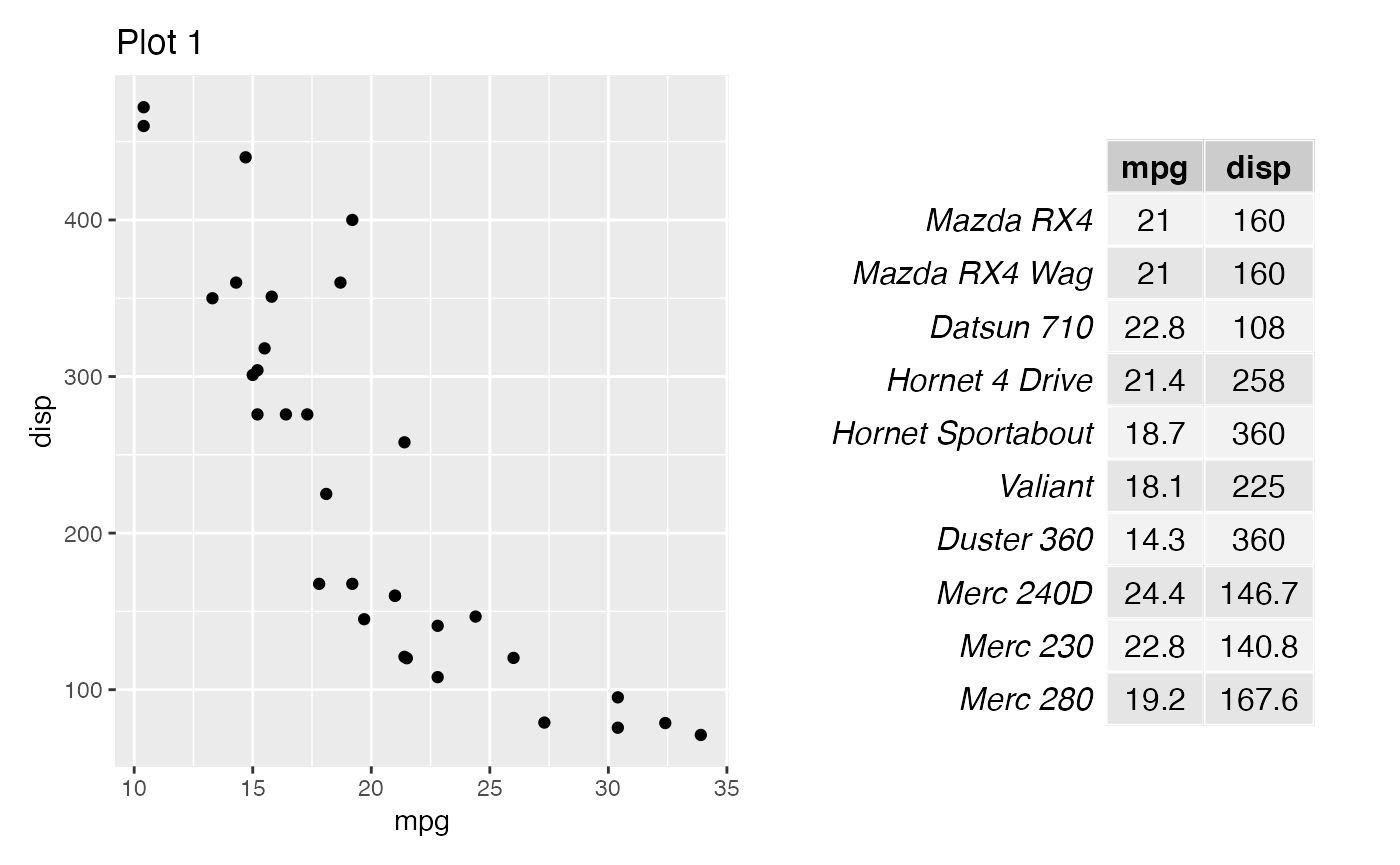 Plot 1
400
300
200
100
disp
10 15 20 25 30 35
mpg
mpg disp
Mazda RX4 21 160
Mazda RX4 Wag 21 160
Datsun 710 22.8 108
Hornet 4 Drive 21.4 258
Hornet Sportabout 18.7 360
Valiant 18.1 225
Duster 360 14.3 360
Merc 240D 24.4 146.7
Merc 230 22.8 140.8
Merc 280 19.2 167.6